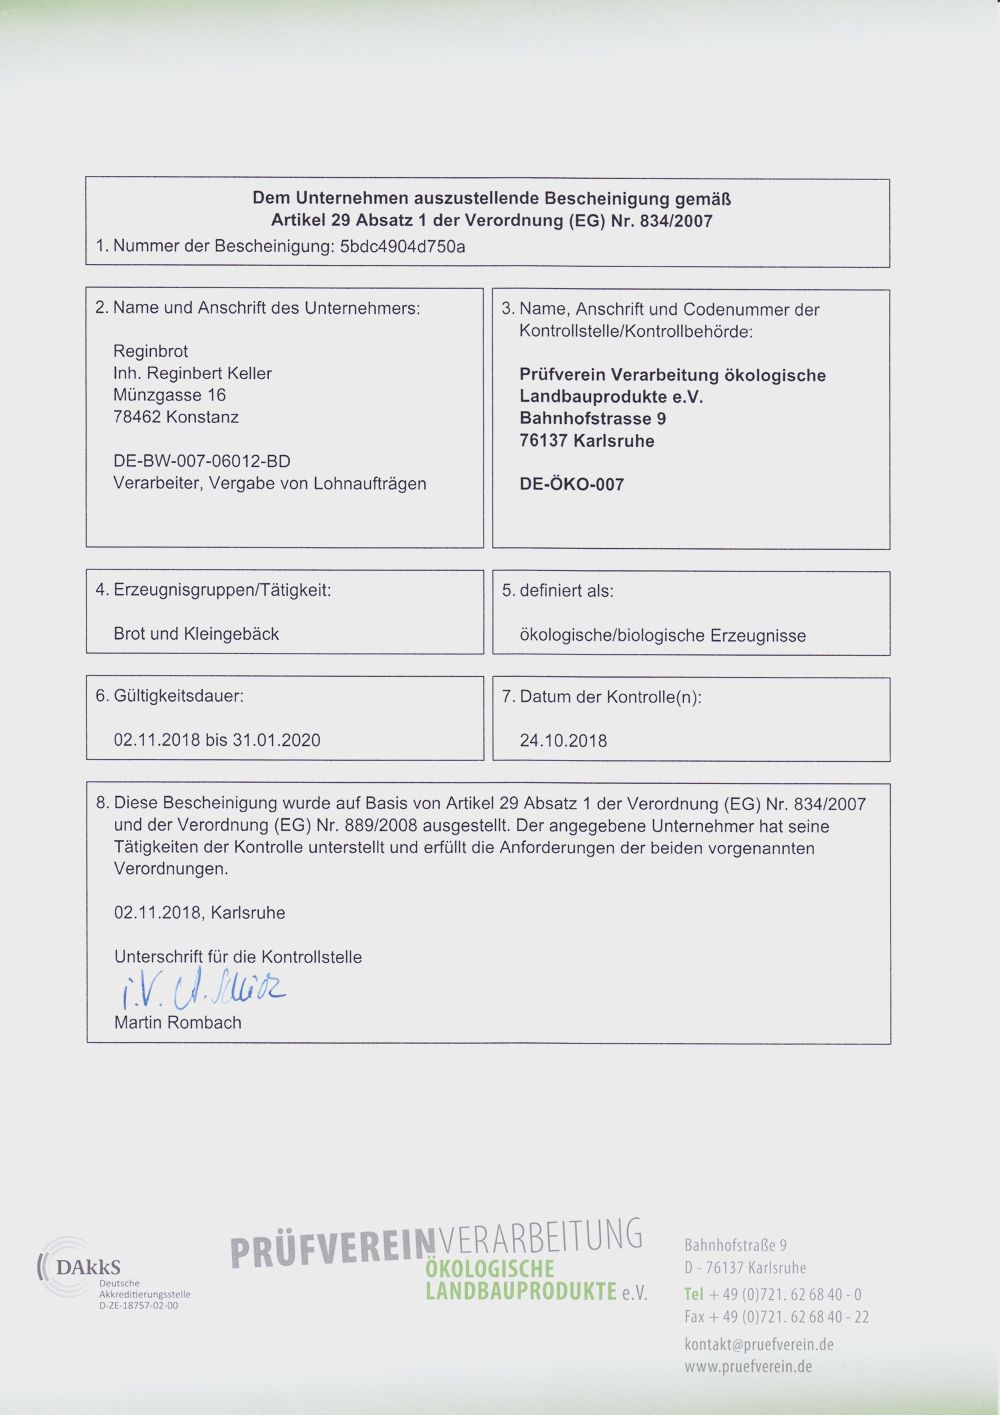 Dem Unternehmen auszustellende Bescheinigung gemäß
Artikel 29 Absatz 1 der Verordnung (EG) Nr. 834/2007
1. Nummer der Bescheinigung: 5bdc4904d750a
2. Name und Anschrift des Unternehmers:
Reginbrot
Inh. Reginbert Keller
Münzgasse 16
78462 Konstanz
DE-BW-007-06012-BD
Verarbeiter, Vergabe von Lohnaufträgen
3. Name, Anschrift und Codenummer der
Kontrollstelle/Kontrollbehörde:
Prüfverein Verarbeitung ökologische
Landbauprodukte e.V.
Bahnhofstrasse 9
76137 Karlsruhe
DE-ÖKO-007
4. Erzeugnisgruppen/Tätigkeit:
Brot und Kleingebäck
5. definiert als:
ökologische/biologische Erzeugnisse
6. Gültigkeitsdauer:
02.11.2018 bis 31.01.2020
7. Datum der Kontrolle(n):
24.10.2018
8. Diese Bescheinigung wurde auf Basis von Artikel 29 Absatz 1 der Verordnung (EG) Nr. 834/2007
und der Verordnung (EG) Nr. 889/2008 ausgestellt. Der angegebene Unternehmer hat seine
Tätigkeiten der Kontrolle unterstellt und erfüllt die Anforderungen der beiden vorgenannten
Verordnungen.
02.11.2018, Karlsruhe
Unterschrift für die Kontrollstelle
i.V. A.
Martin Rombach
DAkkS
Deutsche
Akkreditierungsstelle
D-ZE-18757-02-00
PRÜFVEREINVERARBEITUNG
ÖKOLOGISCHE
LANDBAUPRODUKTE e.V.
Bahnhofstraße 9
D - 76137 Karlsruhe
Tel + 49 (0)721. 62 68 40 - 0
Fax + 49 (0)721. 62 68 40 - 22
kontakt@pruefverein.de
www.pruefverein.de